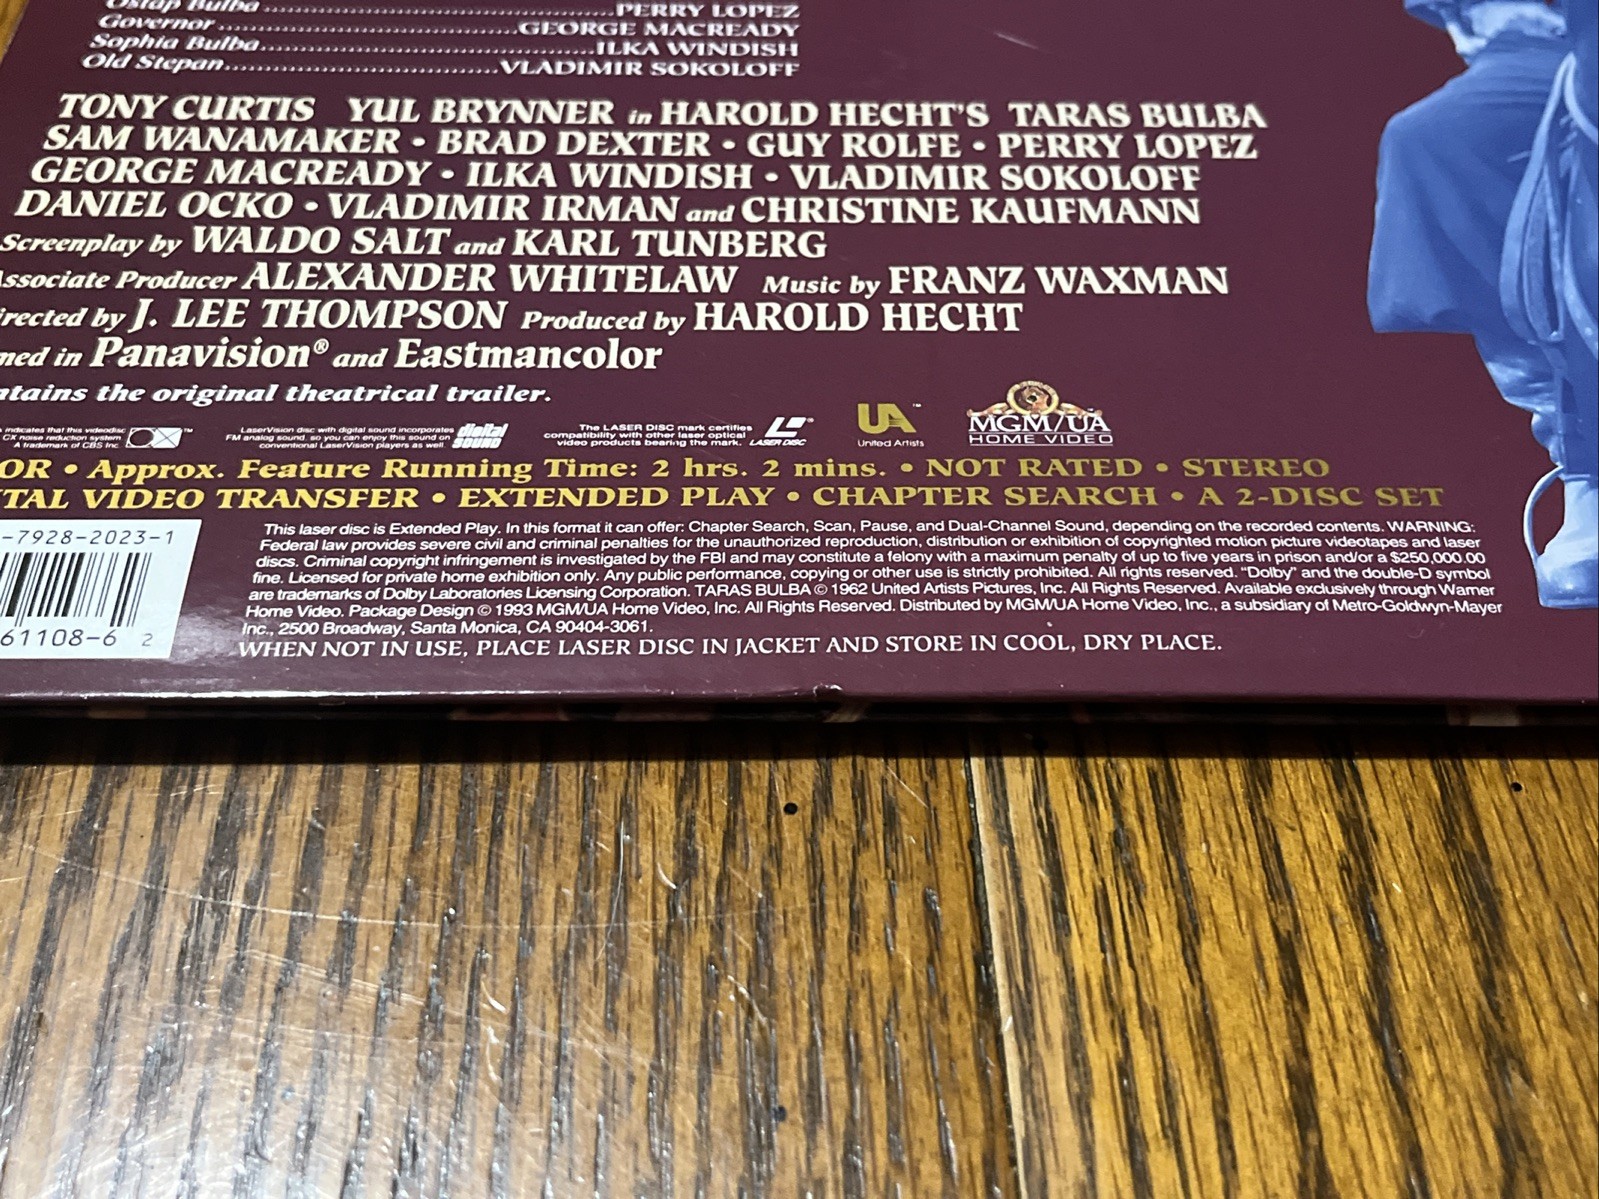 Ostap Bulba..............................PERRY LOPEZ
Governor..............................GEORGE MACREADY
Sophia Bulba..............................ILKA WINDISH
Old Stepan..............................VLADIMIR SOKOLOFF
TONY CURTIS YUL BRYNNER in HAROLD HECHT'S TARAS BULBA
SAM WANAMAKER • BRAD DEXTER • GUY ROLFE • PERRY LOPEZ
GEORGE MACREADY • ILKA WINDISH • VLADIMIR SOKOLOFF
DANIEL OCKO • VLADIMIR IRMAN and CHRISTINE KAUFMANN
Screenplay by WALDO SALT and KARL TUNBERG
Associate Producer ALEXANDER WHITELAW Music by FRANZ WAXMAN
irected by J. LEE THOMPSON Produced by HAROLD HECHT
med in Panavision® and Eastmancolor
ntains the original theatrical trailer.
indicates that this videodisc
CX noise reduction system
A trademark of CBS Inc.
CX™
LaserVision disc with digital sound incorporates
FM analog sound, so you can enjoy this sound on
conventional LaserVision players as well.
digital
SOUND
The LASER DISC mark certifies
compatibility with other laser optical
video products bearing the mark.
LASER DISC
UA™
United Artists
MGM/UA
HOME VIDEO
OR • Approx. Feature Running Time: 2 hrs. 2 mins. • NOT RATED • STEREO
ITAL VIDEO TRANSFER • EXTENDED PLAY • CHAPTER SEARCH • A 2-DISC SET
-7928-2023-1
61108-6 2
This laser disc is Extended Play. In this format it can offer: Chapter Search, Scan, Pause, and Dual-Channel Sound, depending on the recorded contents. WARNING:
Federal law provides severe civil and criminal penalties for the unauthorized reproduction, distribution or exhibition of copyrighted motion picture videotapes and laser
discs. Criminal copyright infringement is investigated by the FBI and may constitute a felony with a maximum penalty of up to five years in prison and/or a $250,000.00
fine. Licensed for private home exhibition only. Any public performance, copying or other use is strictly prohibited. All rights reserved. "Dolby" and the double-D symbol
are trademarks of Dolby Laboratories Licensing Corporation. TARAS BULBA © 1962 United Artists Pictures, Inc. All Rights Reserved. Available exclusively through Warner
Home Video. Package Design © 1993 MGM/UA Home Video, Inc. All Rights Reserved. Distributed by MGM/UA Home Video, Inc., a subsidiary of Metro-Goldwyn-Mayer
Inc., 2500 Broadway, Santa Monica, CA 90404-3061.
WHEN NOT IN USE, PLACE LASER DISC IN JACKET AND STORE IN COOL, DRY PLACE.